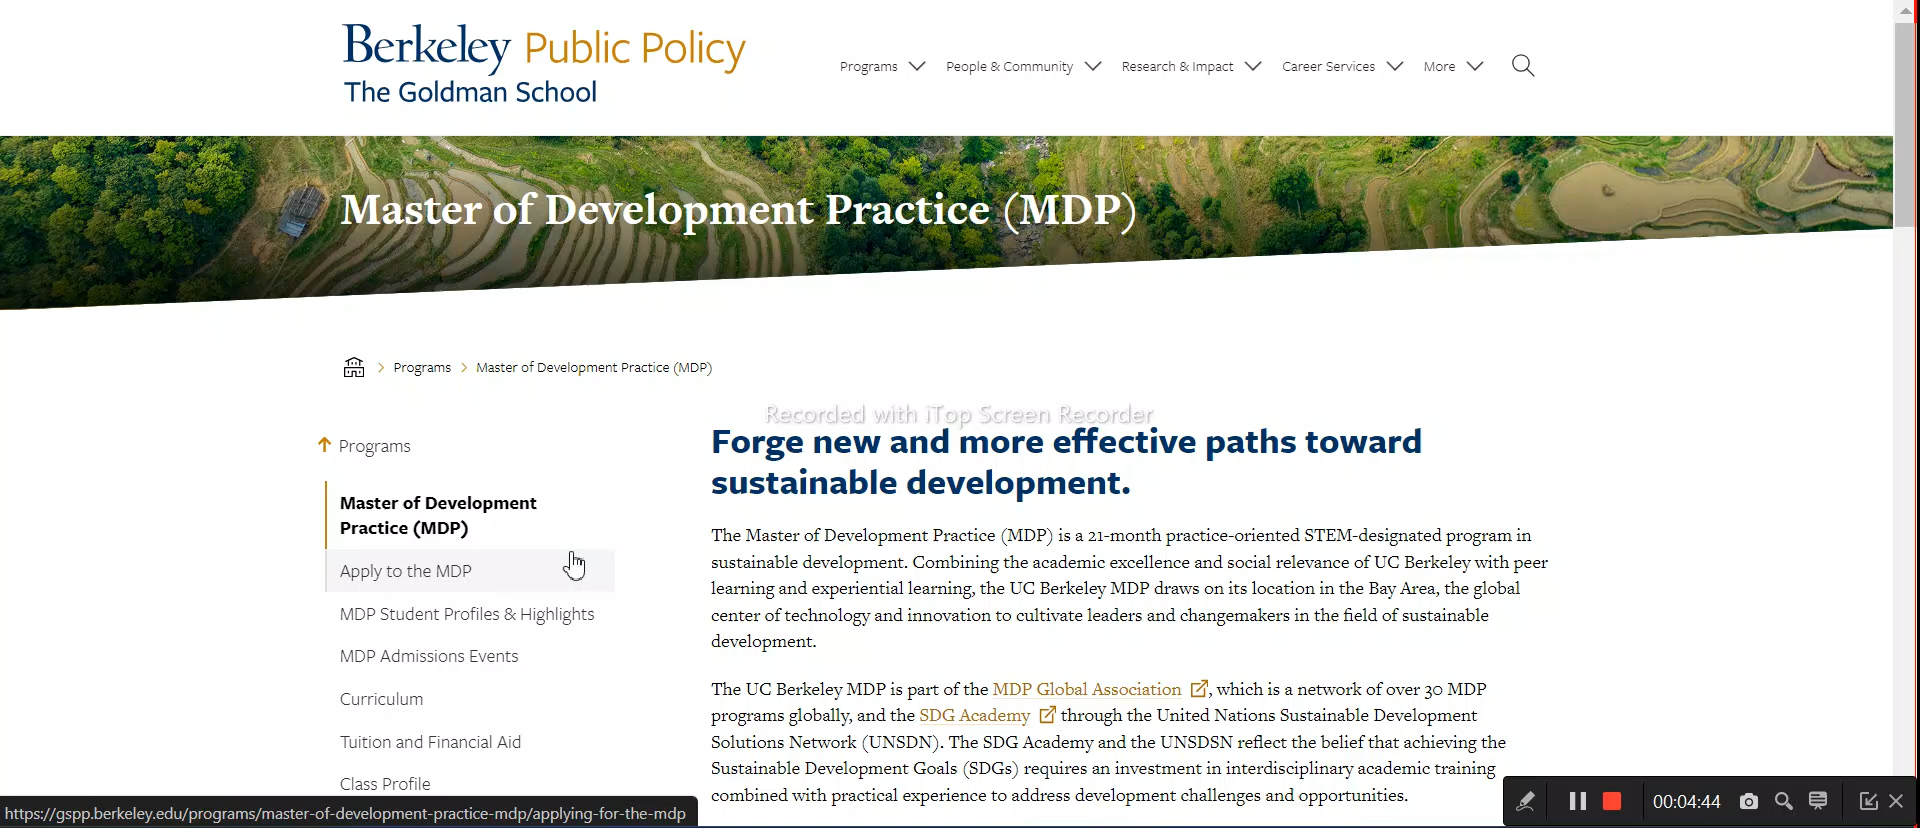 Berkeley Public Policy
The Goldman School
Programs
People & Community
Research & Impact
Career Services
More
Master of Development Practice (MDP)
Programs
Master of Development Practice (MDP)
Recorded with iTop Screen Recorder
Programs
Master of Development
Practice (MDP)
Apply to the MDP
MDP Student Profiles & Highlights
MDP Admissions Events
Curriculum
Tuition and Financial Aid
Class Profile
Forge new and more effective paths toward
sustainable development.
The Master of Development Practice (MDP) is a 21-month practice-oriented STEM-designated program in
sustainable development. Combining the academic excellence and social relevance of UC Berkeley with peer
learning and experiential learning, the UC Berkeley MDP draws on its location in the Bay Area, the global
center of technology and innovation to cultivate leaders and changemakers in the field of sustainable
development.
The UC Berkeley MDP is part of the MDP Global Association , which is a network of over 30 MDP
programs globally, and the SDG Academy through the United Nations Sustainable Development
Solutions Network (UNSDN). The SDG Academy and the UNSDSN reflect the belief that achieving the
Sustainable Development Goals (SDGs) requires an investment in interdisciplinary academic training
combined with practical experience to address development challenges and opportunities.
https://gspp.berkeley.edu/programs/master-of-development-practice-mdp/applying-for-the-mdp
00:04:44